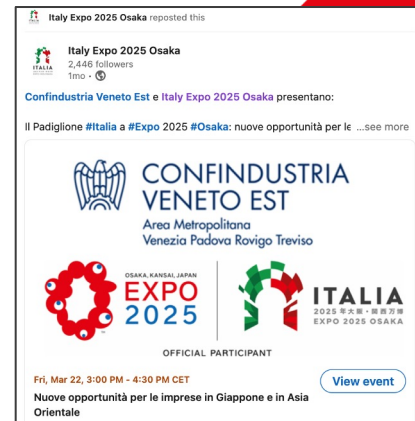 Italy Expo 2025 Osaka reposted this
Italy Expo 2025 Osaka
2,446 followers
1mo •
Confindustria Veneto Est e Italy Expo 2025 Osaka presentano:
Il Padiglione #Italia a #Expo 2025 #Osaka: nuove opportunità per le ...see more
CONFINDUSTRIA
VENETO EST
Area Metropolitana
Venezia Padova Rovigo Treviso
OSAKA, KANSAI, JAPAN
EXPO
2025
ITALIA
2025 年大阪・関西万博
EXPO 2025 OSAKA
OFFICIAL PARTICIPANT
Fri, Mar 22, 3:00 PM - 4:30 PM CET
View event
Nuove opportunità per le imprese in Giappone e in Asia
Orientale